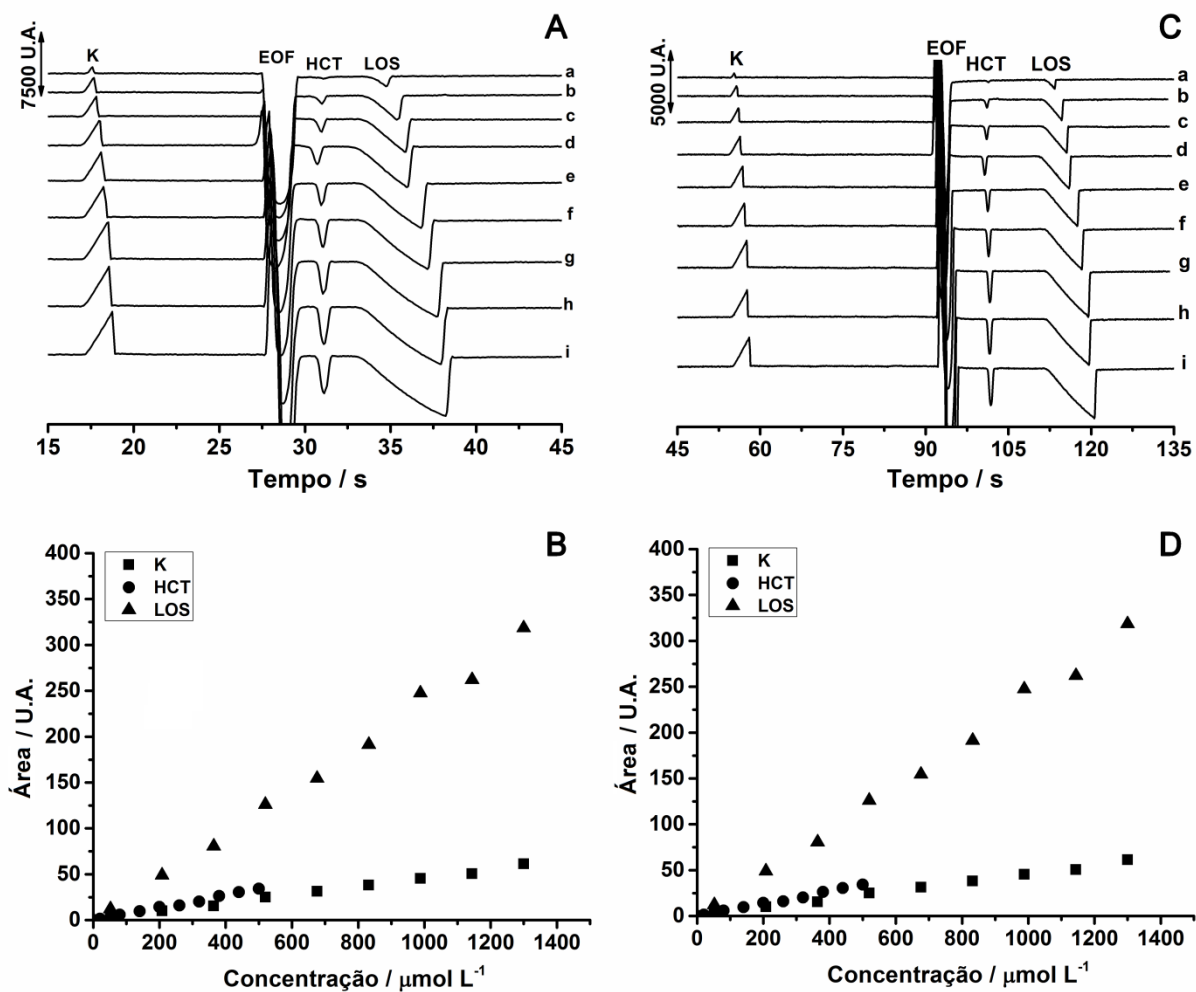 A
7500 U.A.
K
EOF
HCT
LOS
a
b
c
d
e
f
g
h
i
15 20 25 30 35 40 45
Tempo / s
C
5000 U.A.
K
EOF
HCT
LOS
a
b
c
d
e
f
g
h
i
45 60 75 90 105 120 135
Tempo / s
B
K
HCT
LOS
400
350
300
250
200
150
100
50
0
Área / U.A.
0 200 400 600 800 1000 1200 1400
Concentração / μmol L⁻¹
D
K
HCT
LOS
400
350
300
250
200
150
100
50
0
Área / U.A.
0 200 400 600 800 1000 1200 1400
Concentração / μmol L⁻¹